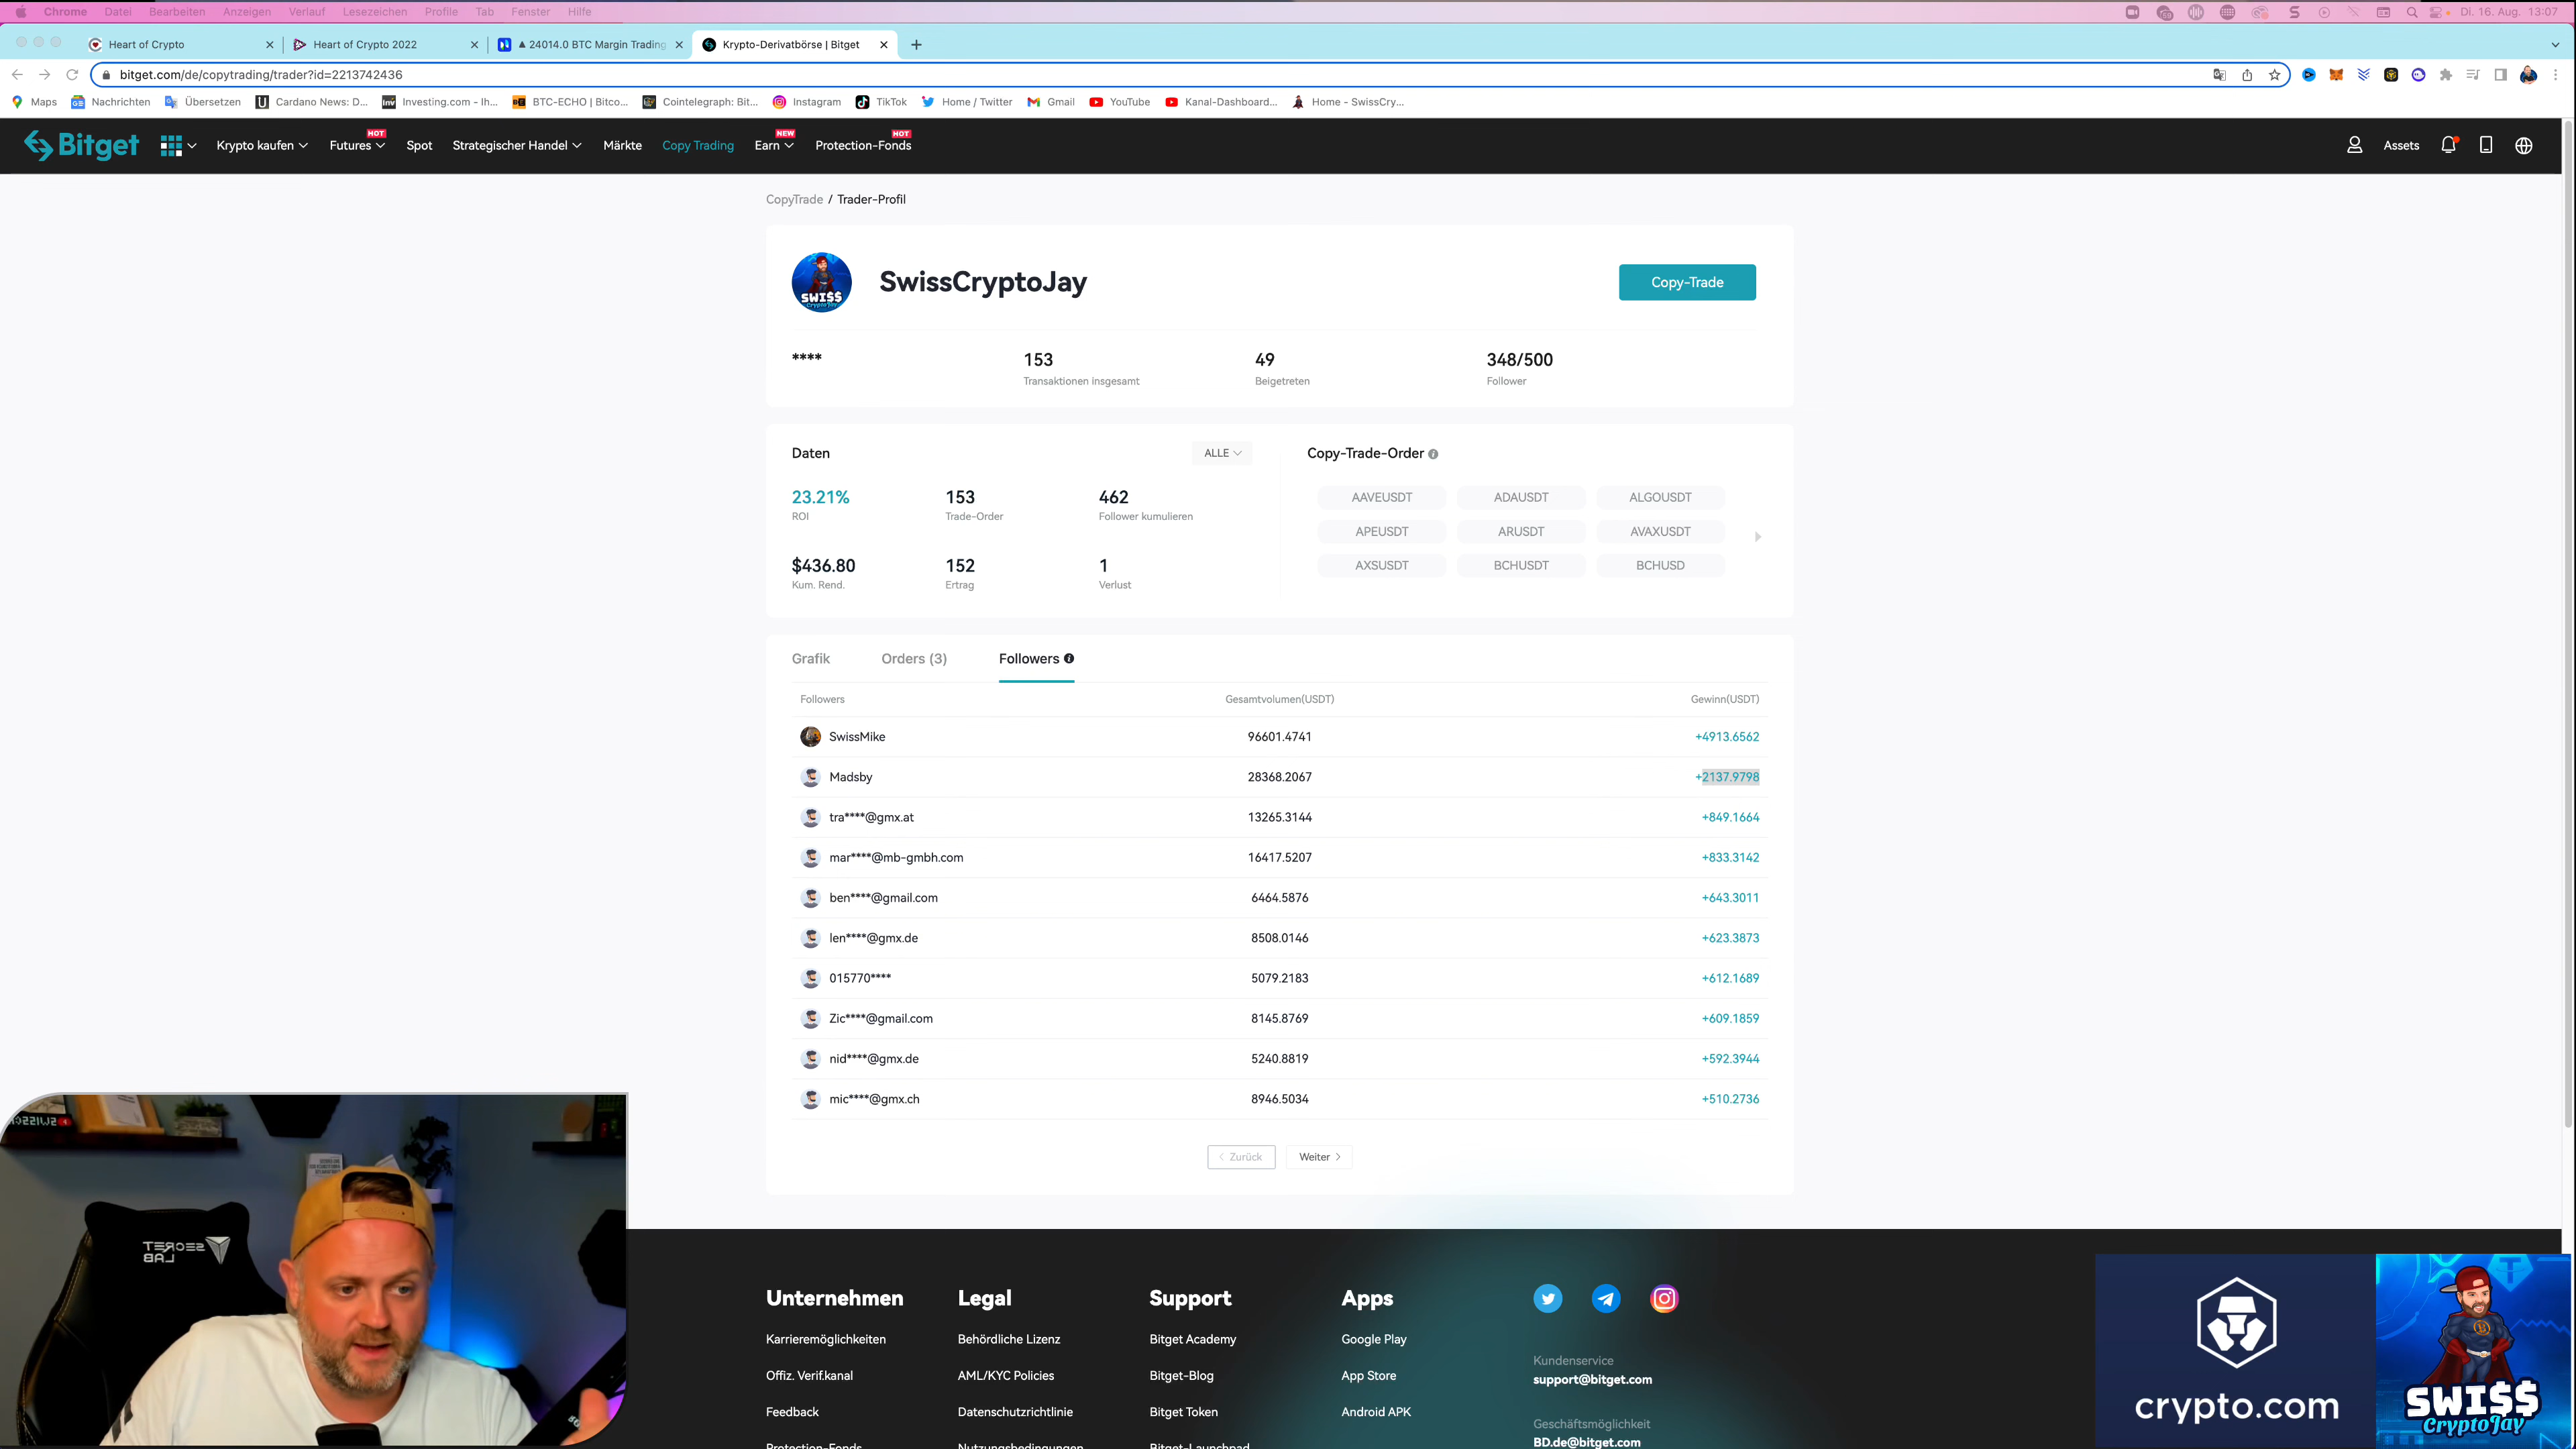 Chrome Datei Bearbeiten Anzeigen Verlauf Lesezeichen Profile Tab Fenster Hilfe Di. 16. Aug. 13:07
Heart of Crypto Heart of Crypto 2022 ▲ 24014.0 BTC Margin Trading Krypto-Derivatbörse | Bitget
bitget.com/de/copytrading/trader?id=2213742436
Maps Nachrichten Übersetzen Cardano News: D... Investing.com - Ih... BTC-ECHO | Bitco... Cointelegraph: Bit... Instagram TikTok Home / Twitter Gmail YouTube Kanal-Dashboard... Home - SwissCry...
HOT NEW HOT
Bitget Krypto kaufen Futures Spot Strategischer Handel Märkte Copy Trading Earn Protection-Fonds Assets
CopyTrade / Trader-Profil
SwissCryptoJay
Copy-Trade
**** 153 49 348/500
Transaktionen insgesamt Beigetreten Follower
Daten ALLE
23.21% 153 462
ROI Trade-Order Follower kumulieren
$436.80 152 1
Kum. Rend. Ertrag Verlust
Copy-Trade-Order
AAVEUSDT ADAUSDT ALGOUSDT
APEUSDT ARUSDT AVAXUSDT
AXSUSDT BCHUSDT BCHUSD
Grafik Orders (3) Followers
Followers Gesamtvolumen(USDT) Gewinn(USDT)
SwissMike 96601.4741 +4913.6562
Madsby 28368.2067 +2137.9798
tra****@gmx.at 13265.3144 +849.1664
mar****@mb-gmbh.com 16417.5207 +833.3142
ben****@gmail.com 6464.5876 +643.3011
len****@gmx.de 8508.0146 +623.3873
015770**** 5079.2183 +612.1689
Zic****@gmail.com 8145.8769 +609.1859
nid****@gmx.de 5240.8819 +592.3944
mic****@gmx.ch 8946.5034 +510.2736
Zurück Weiter
Unternehmen Legal Support Apps
Karrieremöglichkeiten Behördliche Lizenz Bitget Academy Google Play
Offiz. Verif.kanal AML/KYC Policies Bitget-Blog App Store
Feedback Datenschutzrichtlinie Bitget Token Android APK
Protection-Fonds Nutzungsbedingungen Bitget-Launchpad
Kundenservice
support@bitget.com
Geschäftsmöglichkeit
BD.de@bitget.com
SECRET
LAB
crypto.com
SWI$$
CryptoJay
SWI$$
CryptoJay